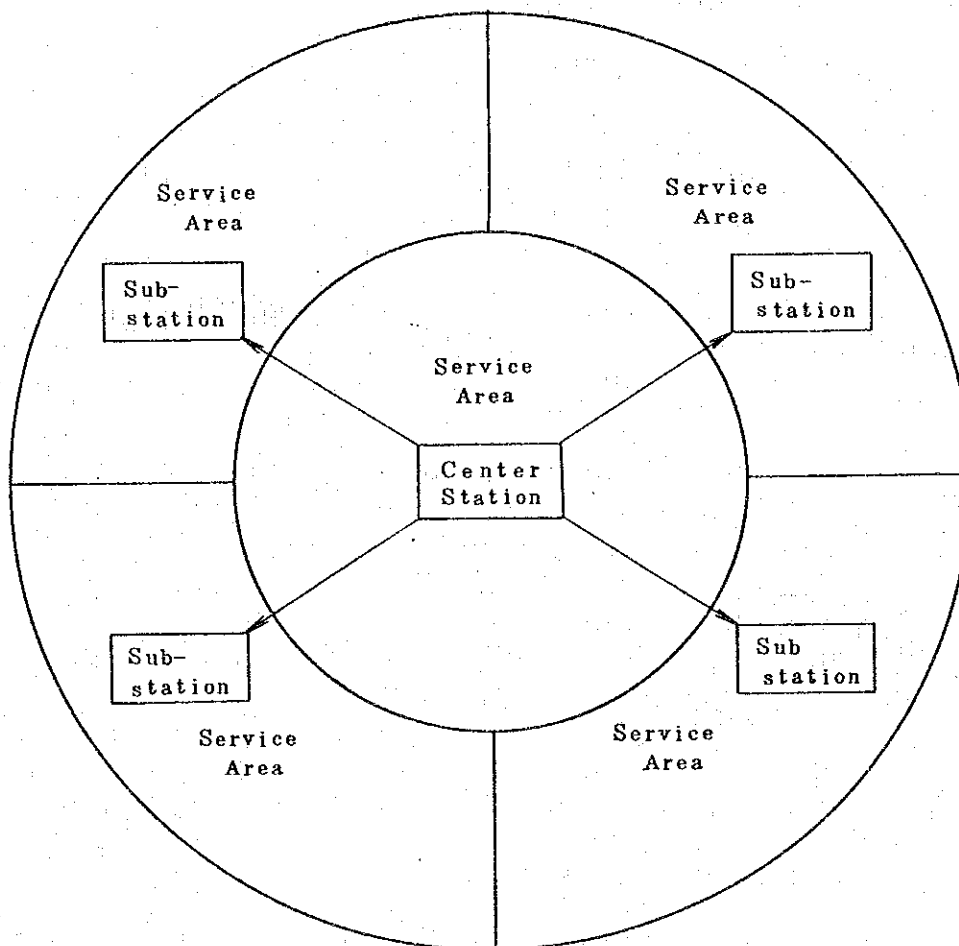 Service
Area
Service
Area
Sub-
station
Sub-
station
Service
Area
Center
Station
Sub-
station
Sub
station
Service
Area
Service
Area